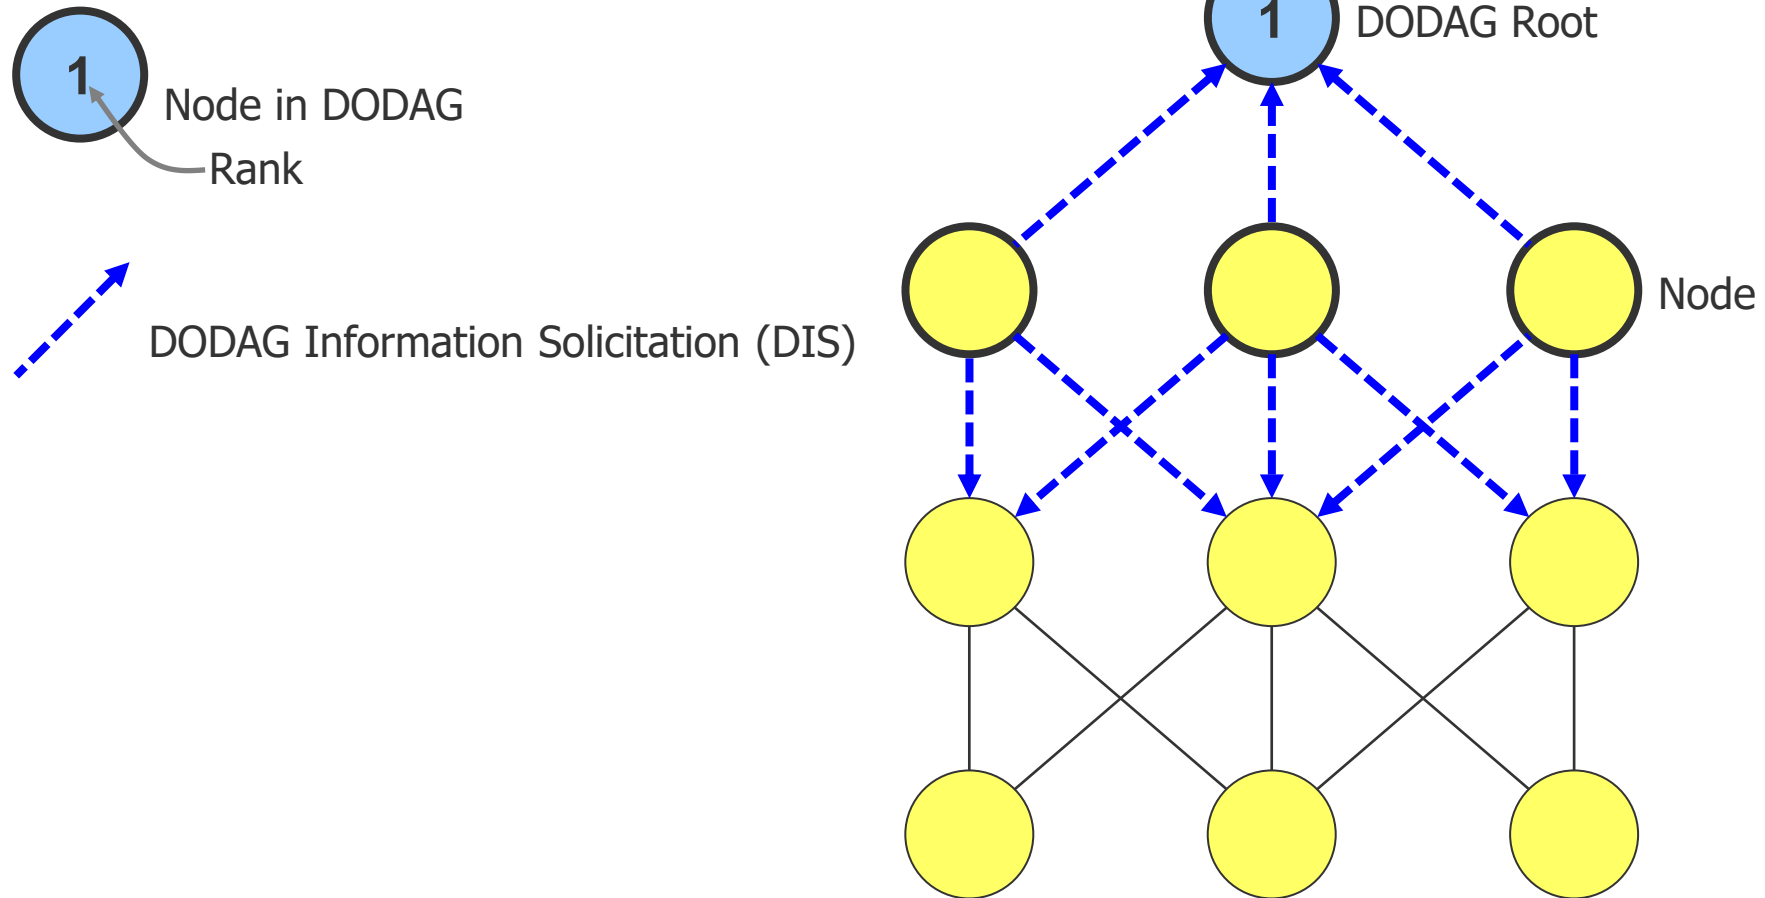 1
DODAG Root
1
Node in DODAG
Rank
Node
DODAG Information Solicitation (DIS)